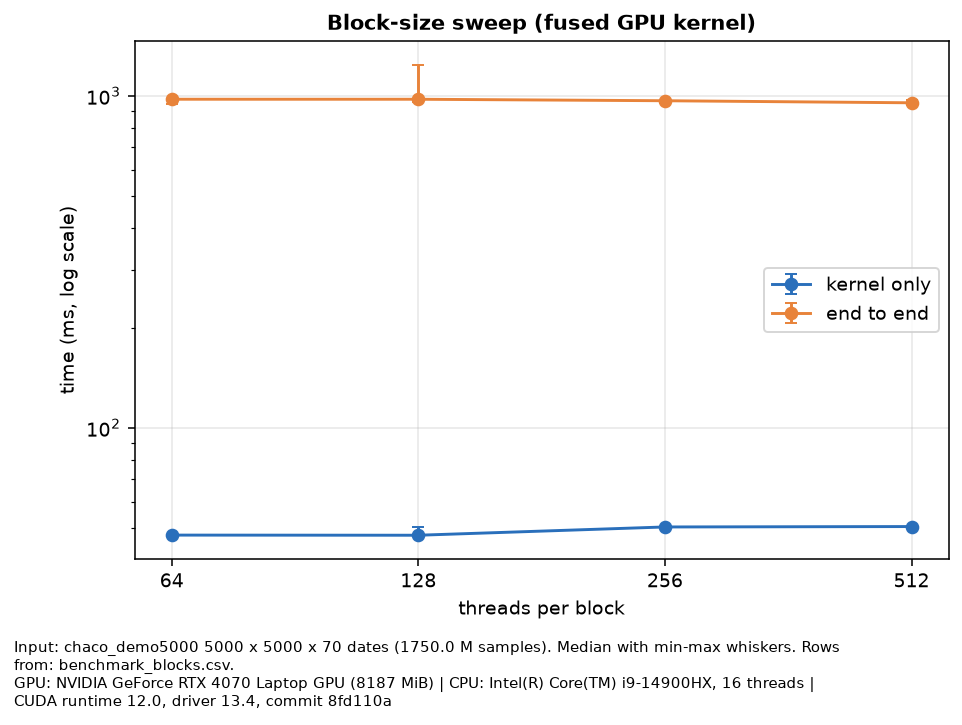 Block-size sweep (fused GPU kernel)
time (ms, log scale)
10³
10²
kernel only
end to end
64 128 256 512
threads per block
Input: chaco_demo5000 5000 x 5000 x 70 dates (1750.0 M samples). Median with min-max whiskers. Rows
from: benchmark_blocks.csv.
GPU: NVIDIA GeForce RTX 4070 Laptop GPU (8187 MiB) | CPU: Intel(R) Core(TM) i9-14900HX, 16 threads |
CUDA runtime 12.0, driver 13.4, commit 8fd110a